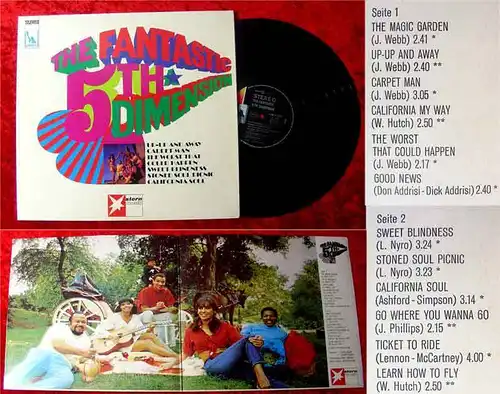 THE FANTASTIC
5TH
DIMENSION
UP-UP AND AWAY
CARPET MAN
THE WORST THAT
COULD HAPPEN
SWEET BLINDNESS
STONED SOUL PICNIC
CALIFORNIA SOUL
stern
STEREO
Seite 1
THE MAGIC GARDEN
(J. Webb) 2.41 *
UP-UP AND AWAY
(J. Webb) 2.40 **
CARPET MAN
(J. Webb) 3.05 *
CALIFORNIA MY WAY
(W. Hutch) 2.50 **
THE WORST
THAT COULD HAPPEN
(J. Webb) 2.17 *
GOOD NEWS
(Don Addrisi - Dick Addrisi) 2.40 *
Seite 2
SWEET BLINDNESS
(L. Nyro) 3.24 *
STONED SOUL PICNIC
(L. Nyro) 3.23 *
CALIFORNIA SOUL
(Ashford - Simpson) 3.14 *
GO WHERE YOU WANNA GO
(J. Phillips) 2.15 **
TICKET TO RIDE
(Lennon - McCartney) 4.00 *
LEARN HOW TO FLY
(W. Hutch) 2.50 **
stern